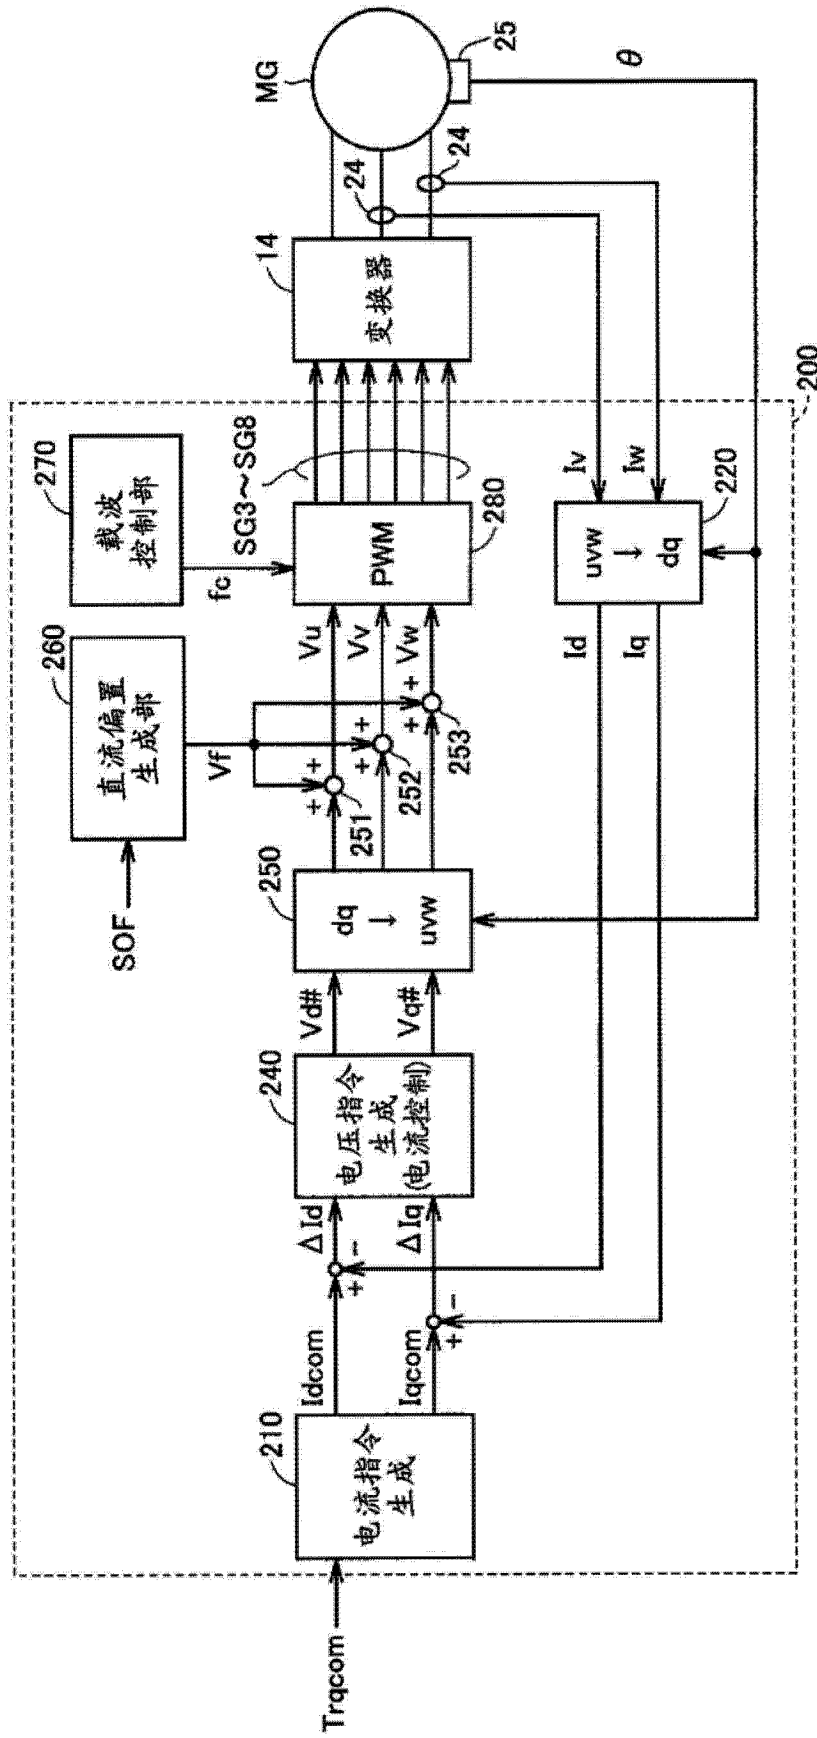 Trqcom
210
电流指令
生成
Idcom
Iqcom
+
−
+
−
ΔId
ΔIq
240
电压指令
生成
(电流控制)
Vd#
Vq#
250
dq
↓
uvw
SOF
260
直流偏置
生成部
Vf
+
+
251
+
+
252
+
+
253
Vu
Vv
Vw
270
载波
控制部
fc
PWM
280
SG3～SG8
14
变换器
24
24
MG
25
θ
Iv
Iw
220
uvw
↓
dq
Id
Iq
200